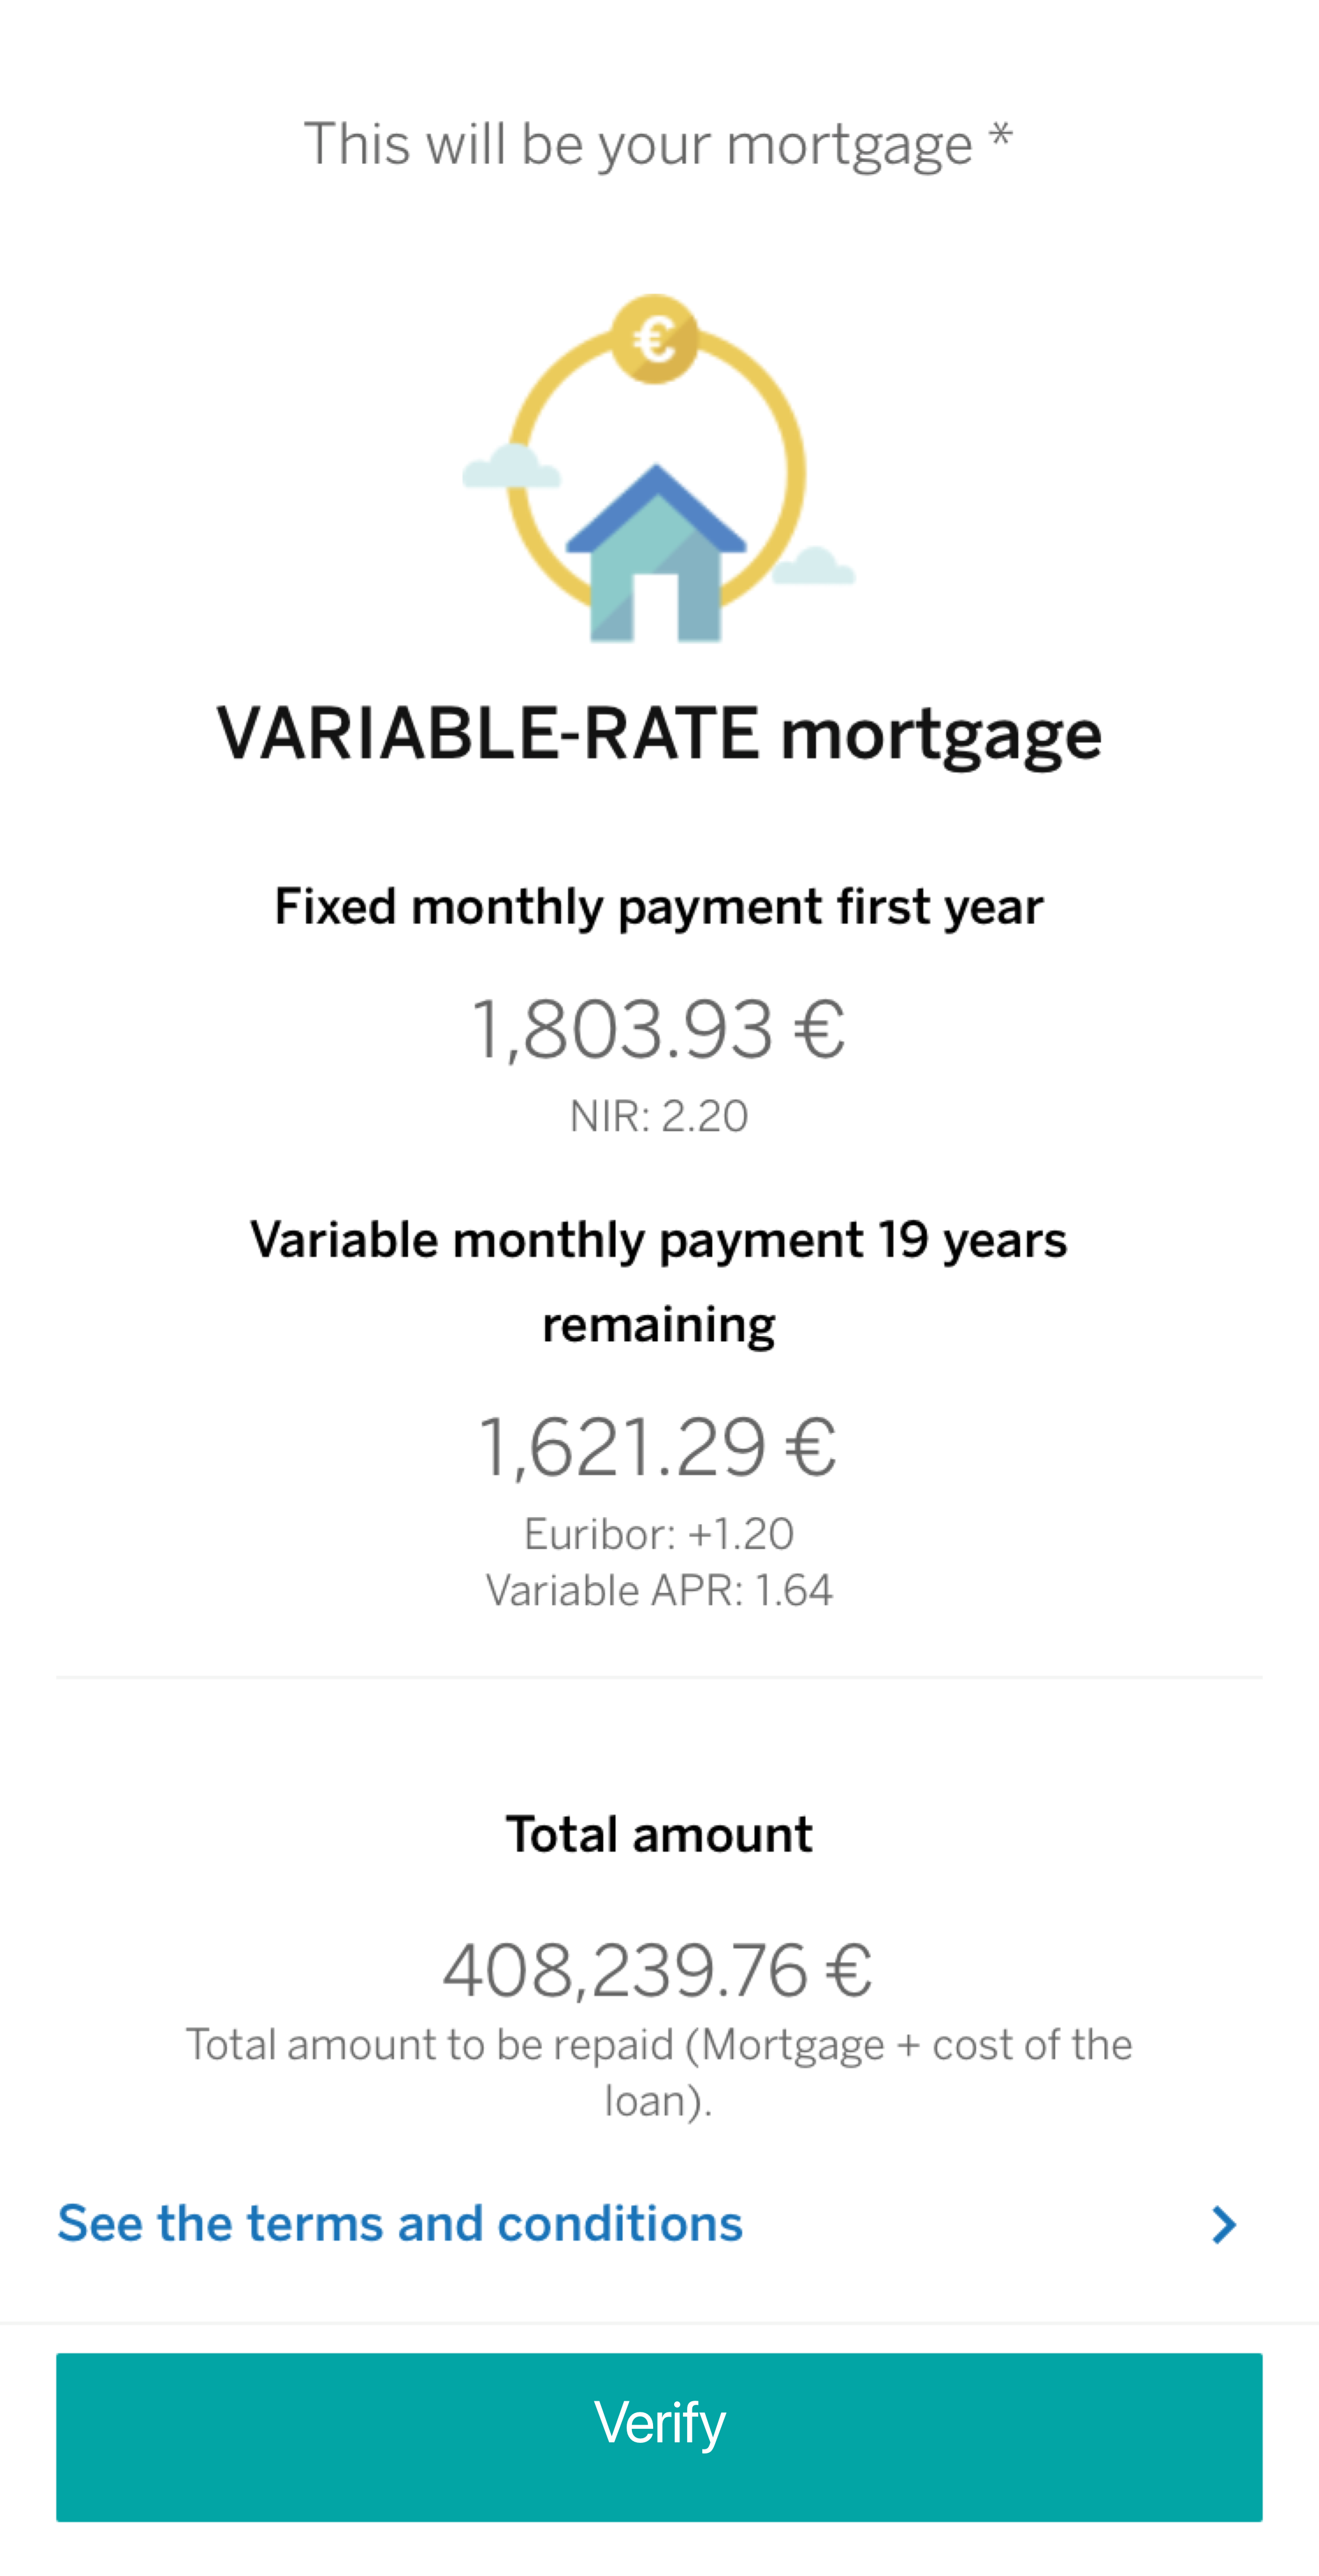 This will be your mortgage *
€
VARIABLE-RATE mortgage
Fixed monthly payment first year
1,803.93 €
NIR: 2.20
Variable monthly payment 19 years
remaining
1,621.29 €
Euribor: +1.20
Variable APR: 1.64
Total amount
408,239.76 €
Total amount to be repaid (Mortgage + cost of the
loan).
See the terms and conditions
Verify